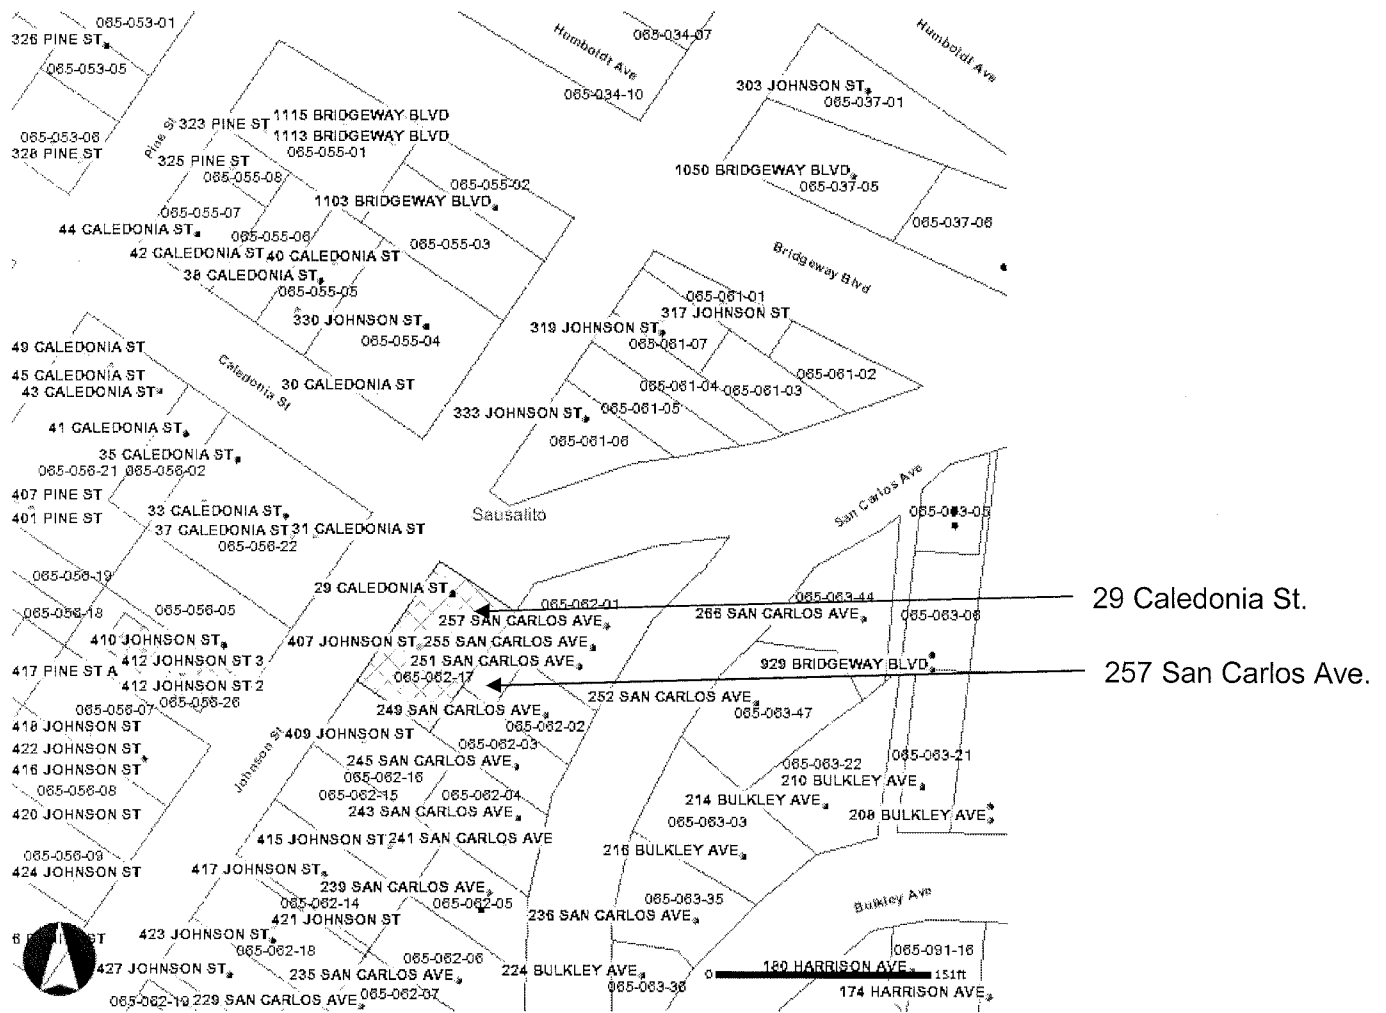 065-053-01
326 PINE ST
065-053-05
Humboldt Ave
065-034-07
Humboldt Ave
065-034-10
303 JOHNSON ST
065-037-01
065-053-06
328 PINE ST
Pine St
323 PINE ST
1115 BRIDGEWAY BLVD
1113 BRIDGEWAY BLVD
065-055-01
325 PINE ST
065-055-08
1050 BRIDGEWAY BLVD
065-037-05
065-055-02
1103 BRIDGEWAY BLVD
065-055-07
44 CALEDONIA ST
065-055-06
065-055-03
065-037-06
42 CALEDONIA ST
40 CALEDONIA ST
38 CALEDONIA ST
065-055-05
Bridgeway Blvd
330 JOHNSON ST
065-055-04
065-061-01
317 JOHNSON ST
319 JOHNSON ST
065-061-07
49 CALEDONIA ST
45 CALEDONIA ST
43 CALEDONIA ST
Caledonia St
30 CALEDONIA ST
065-061-04
065-061-03
065-061-02
333 JOHNSON ST
065-061-05
065-061-06
41 CALEDONIA ST
35 CALEDONIA ST
065-056-21
065-056-02
407 PINE ST
401 PINE ST
33 CALEDONIA ST
37 CALEDONIA ST
31 CALEDONIA ST
065-056-22
Sausalito
San Carlos Ave
065-063-05
065-056-19
065-056-18
065-056-05
29 CALEDONIA ST
065-062-01
257 SAN CARLOS AVE
065-063-44
266 SAN CARLOS AVE
065-063-06
29 Caledonia St.
410 JOHNSON ST
407 JOHNSON ST
255 SAN CARLOS AVE
412 JOHNSON ST 3
251 SAN CARLOS AVE
929 BRIDGEWAY BLVD
417 PINE ST A
065-062-17
257 San Carlos Ave.
412 JOHNSON ST 2
065-056-26
065-056-07
249 SAN CARLOS AVE
252 SAN CARLOS AVE
065-063-47
418 JOHNSON ST
065-062-02
409 JOHNSON ST
065-062-03
422 JOHNSON ST
416 JOHNSON ST
Johnson St
245 SAN CARLOS AVE
065-062-16
065-063-22
065-063-21
065-056-08
065-062-15
065-062-04
210 BULKLEY AVE
214 BULKLEY AVE
420 JOHNSON ST
243 SAN CARLOS AVE
065-063-03
208 BULKLEY AVE
415 JOHNSON ST
241 SAN CARLOS AVE
216 BULKLEY AVE
065-056-09
424 JOHNSON ST
417 JOHNSON ST
239 SAN CARLOS AVE
065-062-14
065-062-05
065-063-35
Bulkley Ave
421 JOHNSON ST
236 SAN CARLOS AVE
423 JOHNSON ST
065-062-18
065-062-06
065-091-16
427 JOHNSON ST
235 SAN CARLOS AVE
224 BULKLEY AVE
065-063-36
0
180 HARRISON AVE
151ft
065-062-19
229 SAN CARLOS AVE
065-062-07
174 HARRISON AVE